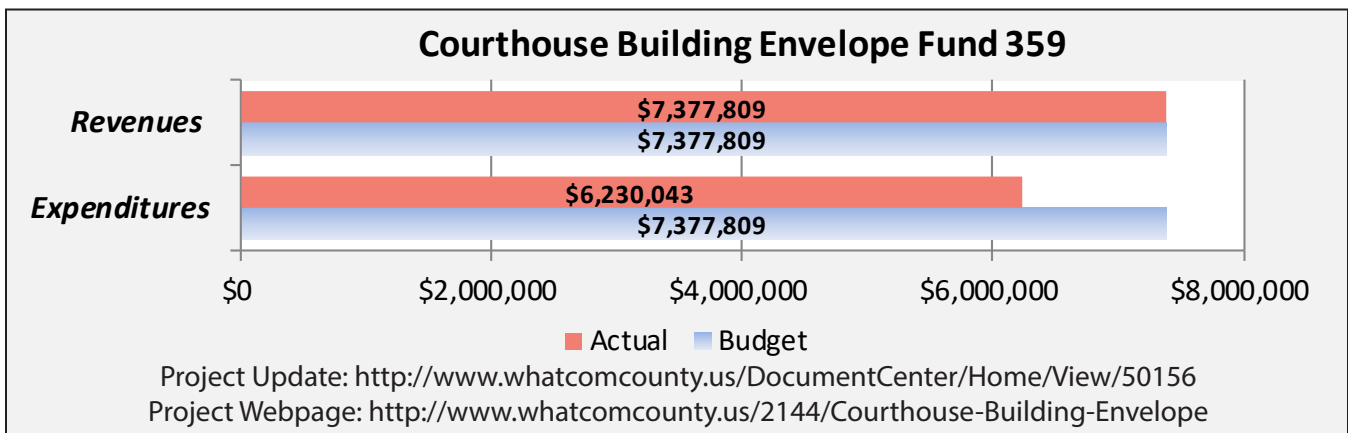 Courthouse Building Envelope Fund 359
Revenues
$7,377,809
$7,377,809
Expenditures
$6,230,043
$7,377,809
$0 $2,000,000 $4,000,000 $6,000,000 $8,000,000
Actual Budget
Project Update: http://www.whatcomcounty.us/DocumentCenter/Home/View/50156
Project Webpage: http://www.whatcomcounty.us/2144/Courthouse-Building-Envelope